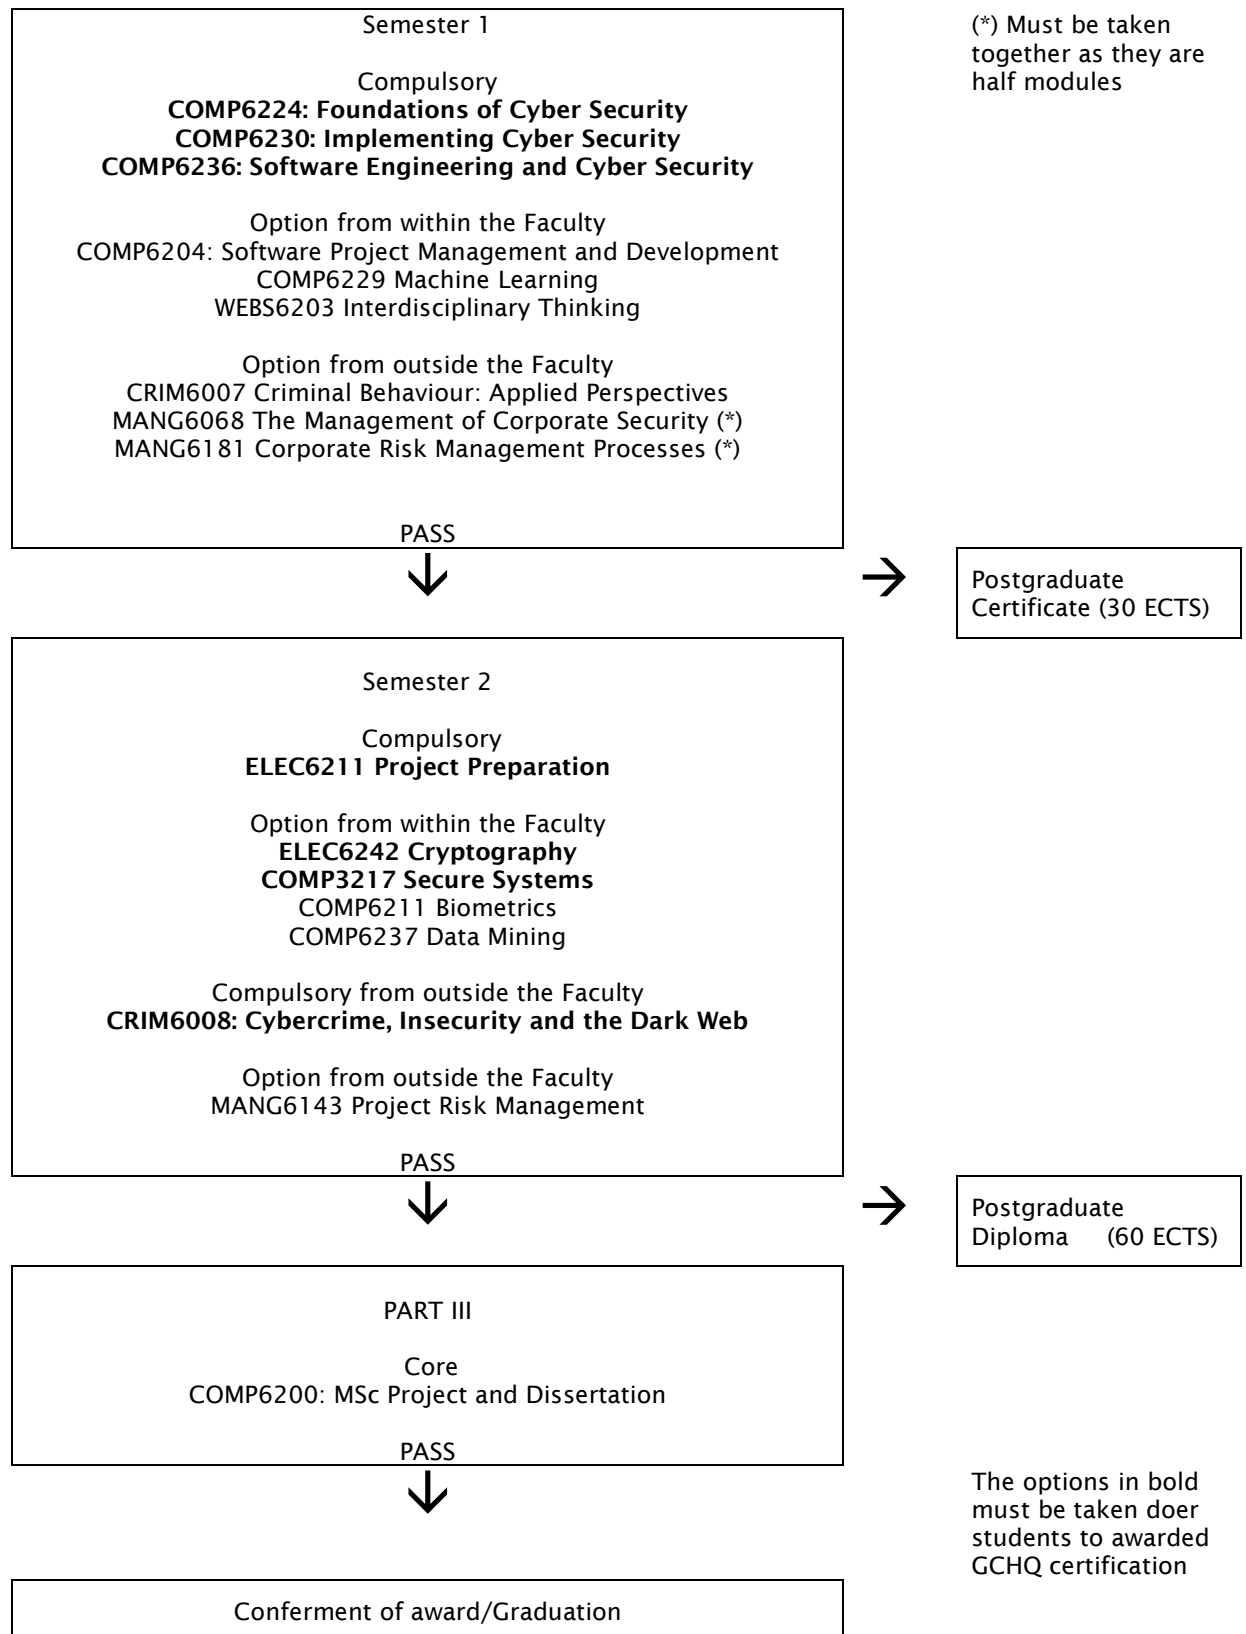 Semester 1
Compulsory
COMP6224: Foundations of Cyber Security
COMP6230: Implementing Cyber Security
COMP6236: Software Engineering and Cyber Security
Option from within the Faculty
COMP6204: Software Project Management and Development
COMP6229 Machine Learning
WEBS6203 Interdisciplinary Thinking
Option from outside the Faculty
CRIM6007 Criminal Behaviour: Applied Perspectives
MANG6068 The Management of Corporate Security (*)
MANG6181 Corporate Risk Management Processes (*)
PASS
(*) Must be taken
together as they are
half modules
Postgraduate
Certificate (30 ECTS)
Semester 2
Compulsory
ELEC6211 Project Preparation
Option from within the Faculty
ELEC6242 Cryptography
COMP3217 Secure Systems
COMP6211 Biometrics
COMP6237 Data Mining
Compulsory from outside the Faculty
CRIM6008: Cybercrime, Insecurity and the Dark Web
Option from outside the Faculty
MANG6143 Project Risk Management
PASS
Postgraduate
Diploma (60 ECTS)
PART III
Core
COMP6200: MSc Project and Dissertation
PASS
The options in bold
must be taken doer
students to awarded
GCHQ certification
Conferment of award/Graduation